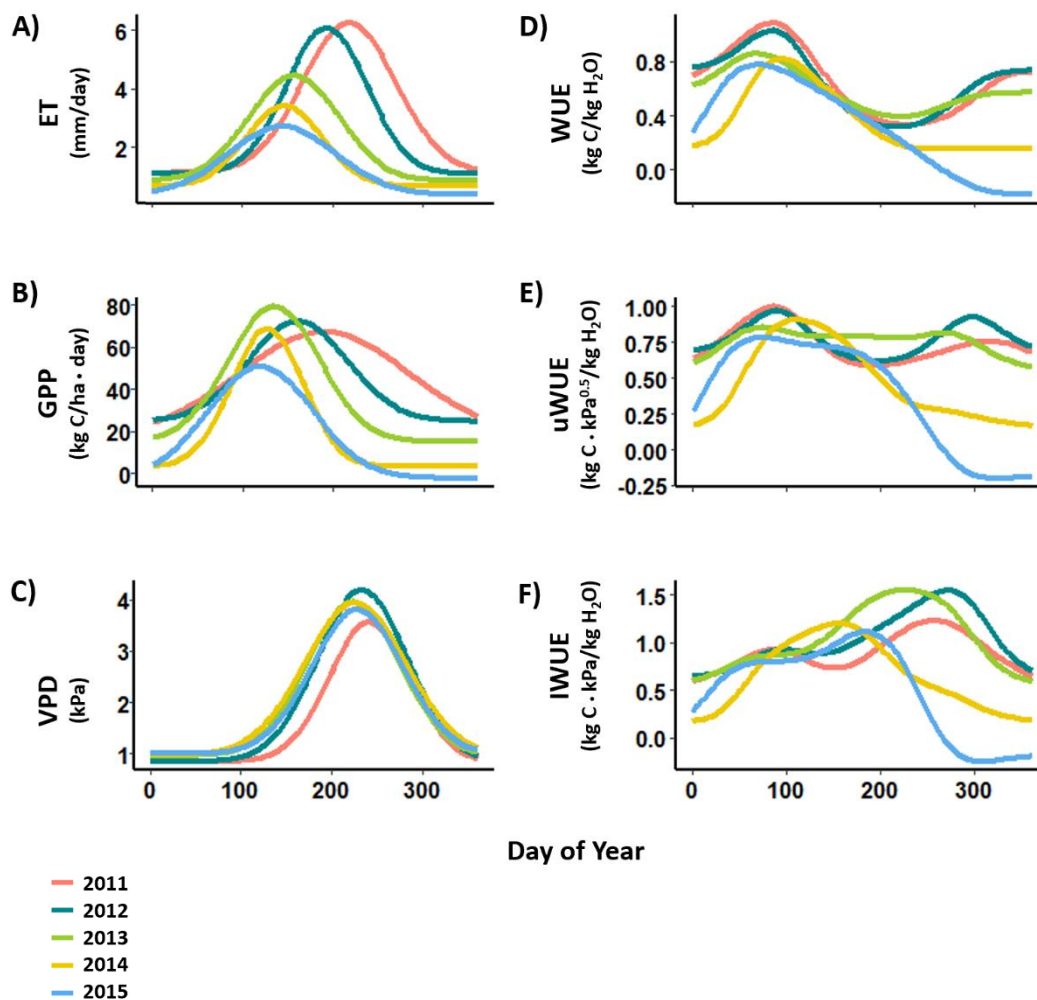 A)
ET
(mm/day)
6
4
2
B)
GPP
(kg C/ha · day)
80
60
40
20
0
C)
VPD
(kPa)
4
3
2
1
0
100
200
300
D)
WUE
(kg C/kg H₂O)
0.8
0.4
0.0
E)
uWUE
(kg C · kPa⁰·⁵/kg H₂O)
1.00
0.75
0.50
0.25
0.00
-0.25
F)
IWUE
(kg C · kPa/kg H₂O)
1.5
1.0
0.5
0.0
0
100
200
300
Day of Year
2011
2012
2013
2014
2015